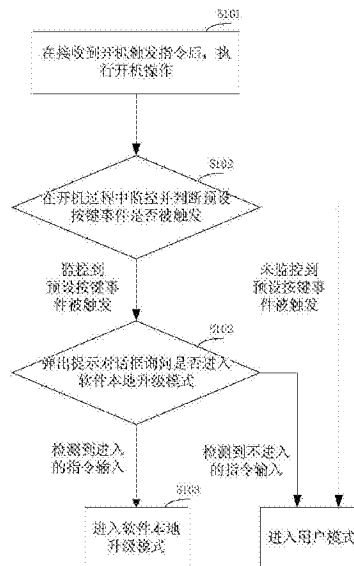 S101
在接收到开机触发指令后，执
行开机操作
S102
在开机过程中监控并判断预设
按键事件是否被触发
监控到
预设按键事
件被触发
未监控到
预设按键事
件被触发
S103
弹出提示对话框询问是否进入
软件本地升级模式
检测到进入
的指令输入
检测到不进入
的指令输入
S103
进入软件本地
升级模式
进入用户模式